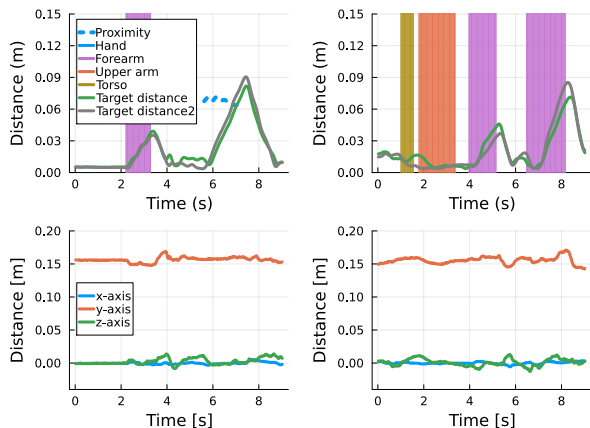 0.15
0.12
0.09
0.06
0.03
0.00
Distance (m)
Proximity
Hand
Forearm
Upper arm
Torso
Target distance
Target distance2
0 2 4 6 8
Time (s)
0.15
0.12
0.09
0.06
0.03
0.00
Distance (m)
0 2 4 6 8
Time (s)
0.20
0.15
0.10
0.05
0.00
Distance [m]
x-axis
y-axis
z-axis
0 2 4 6 8
Time [s]
0.20
0.15
0.10
0.05
0.00
Distance [m]
0 2 4 6 8
Time [s]